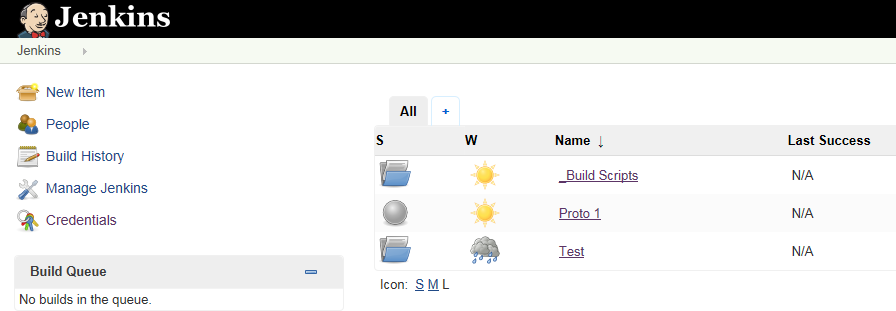 Jenkins
Jenkins
New Item
People
Build History
Manage Jenkins
Credentials
Build Queue
No builds in the queue.
All +
S W Name ↓ Last Success
_Build Scripts N/A
Proto 1 N/A
Test N/A
Icon: S M L